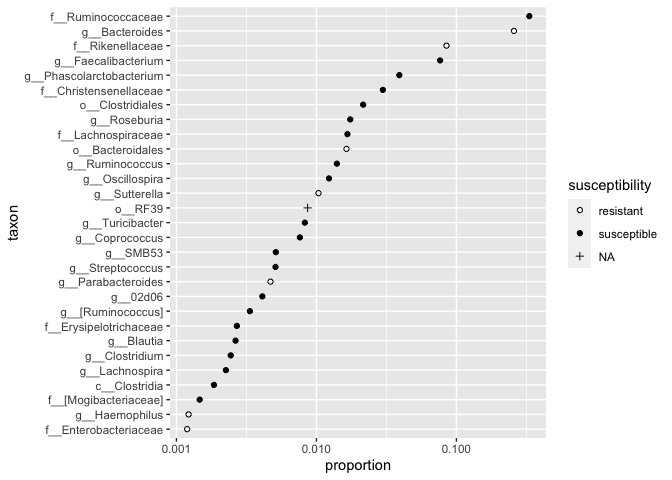 taxon
f__Ruminococcaceae
g__Bacteroides
f__Rikenellaceae
g__Faecalibacterium
g__Phascolarctobacterium
f__Christensenellaceae
o__Clostridiales
g__Roseburia
f__Lachnospiraceae
o__Bacteroidales
g__Ruminococcus
g__Oscillospira
g__Sutterella
o__RF39
g__Turicibacter
g__Coprococcus
g__SMB53
g__Streptococcus
g__Parabacteroides
g__02d06
g__[Ruminococcus]
f__Erysipelotrichaceae
g__Blautia
g__Clostridium
g__Lachnospira
c__Clostridia
f__[Mogibacteriaceae]
g__Haemophilus
f__Enterobacteriaceae
0.001 0.010 0.100
proportion
susceptibility
resistant
susceptible
NA